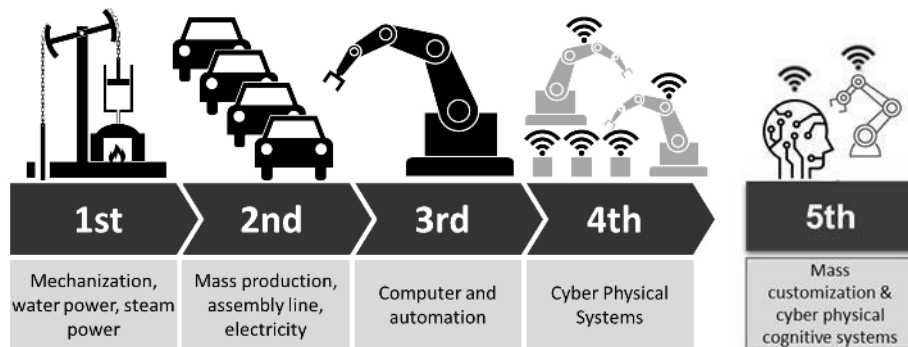 1st
2nd
3rd
4th
5th
Mechanization,
water power, steam
power
Mass production,
assembly line,
electricity
Computer and
automation
Cyber Physical
Systems
Mass
customization &
cyber physical
cognitive systems